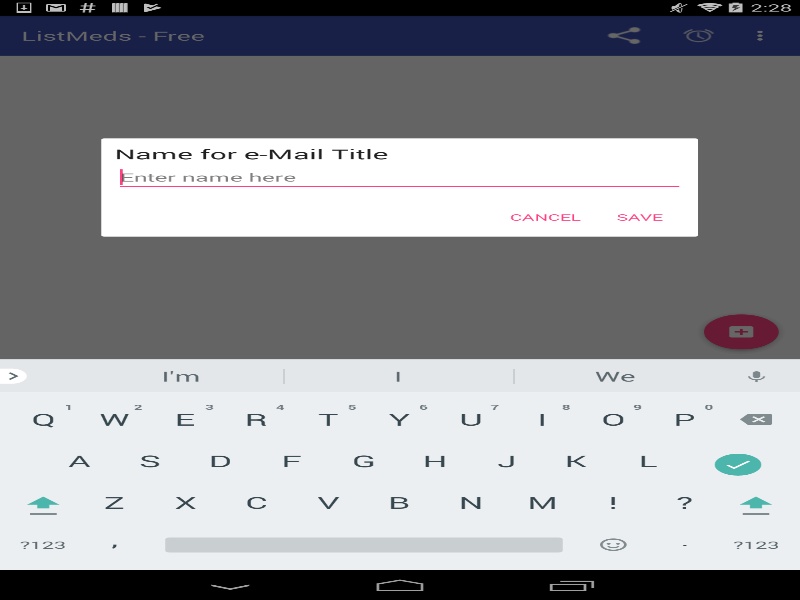 # 2:28
ListMeds - Free
Name for e-Mail Title
Enter name here
CANCEL SAVE
> I'm I We
Q 1 W 2 E 3 R 4 T 5 Y 6 U 7 I 8 O 9 P 0
A S D F G H J K L
Z X C V B N M ! ?
?123 , . ?123